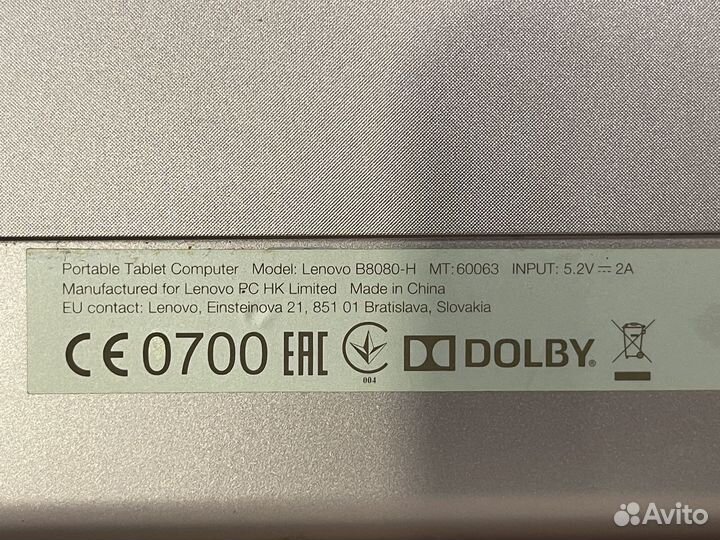 Portable Tablet Computer Model: Lenovo B8080-H MT: 60063 INPUT: 5.2V⎓2A
Manufactured for Lenovo PC HK Limited Made in China
EU contact: Lenovo, Einsteinova 21, 851 01 Bratislava, Slovakia
CE 0700 EAC 004 DOLBY®
Avito